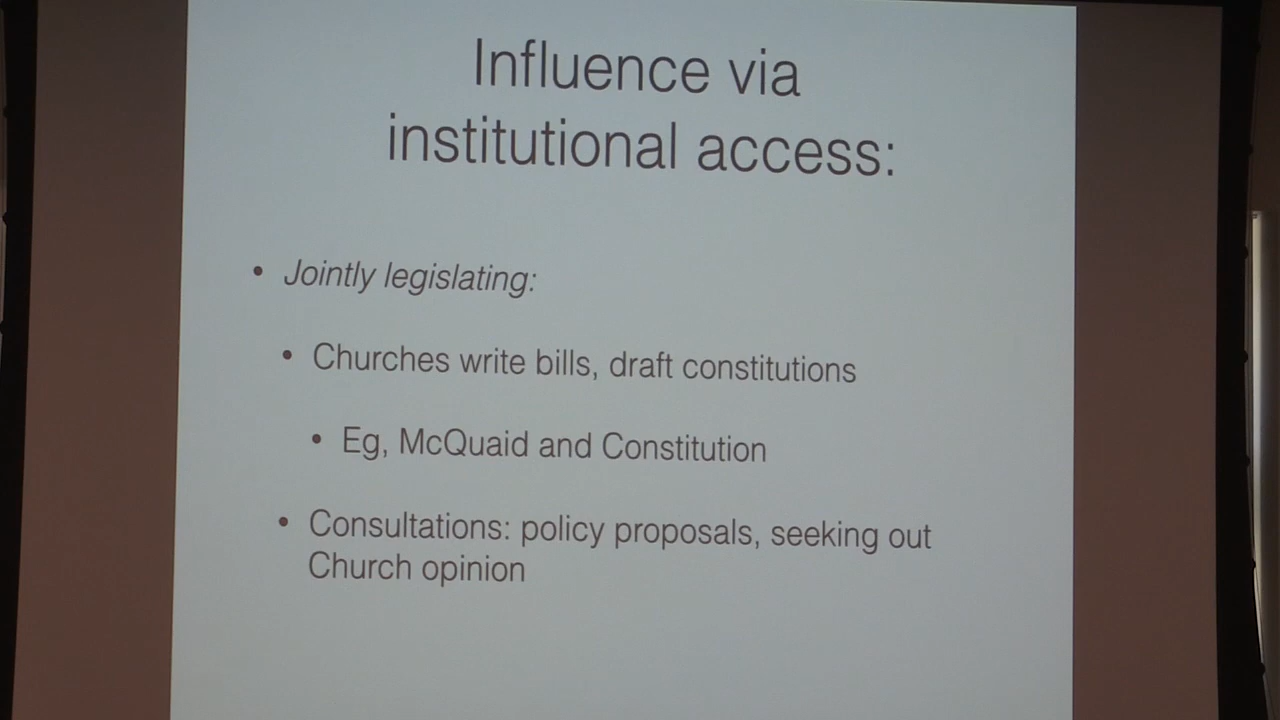 Influence via
institutional access:
• Jointly legislating:
• Churches write bills, draft constitutions
• Eg, McQuaid and Constitution
• Consultations: policy proposals, seeking out
Church opinion